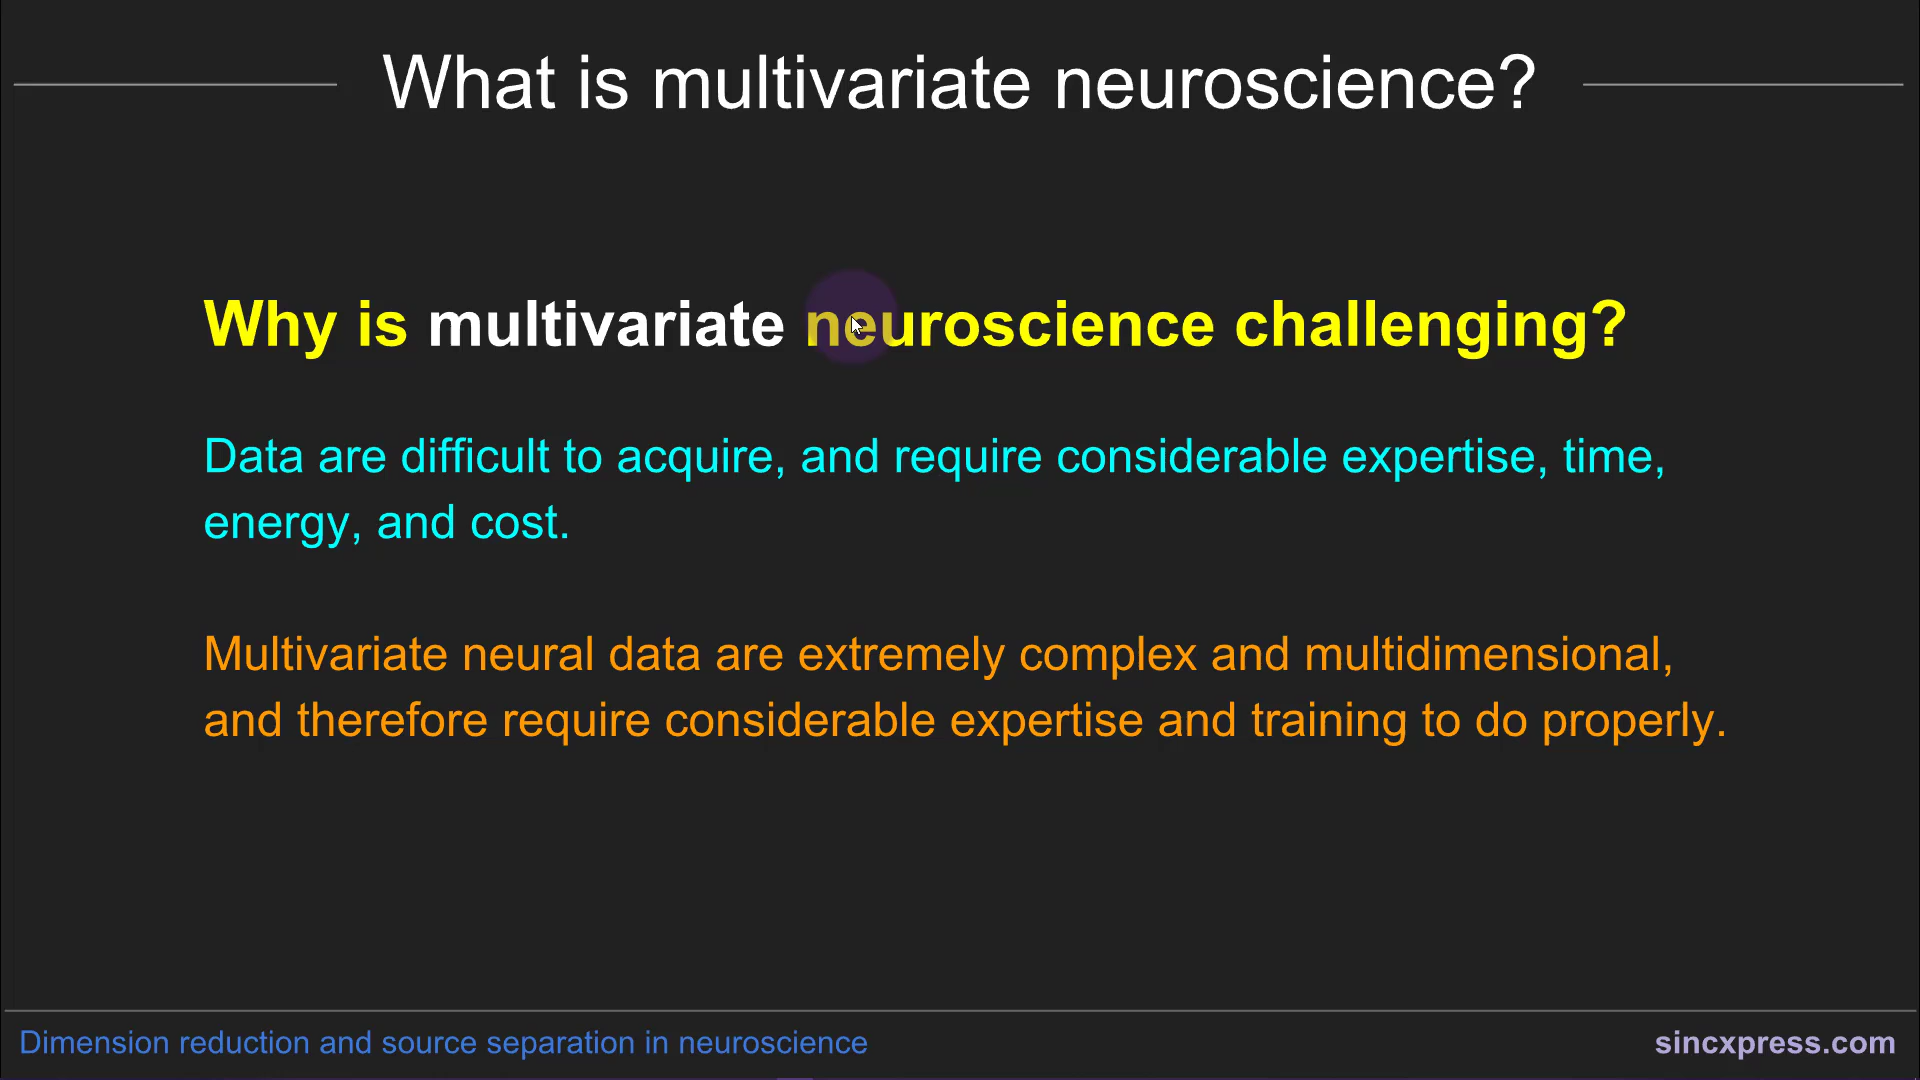 What is multivariate neuroscience?
Why is multivariate neuroscience challenging?
Data are difficult to acquire, and require considerable expertise, time,
energy, and cost.
Multivariate neural data are extremely complex and multidimensional,
and therefore require considerable expertise and training to do properly.
Dimension reduction and source separation in neuroscience
sincxpress.com